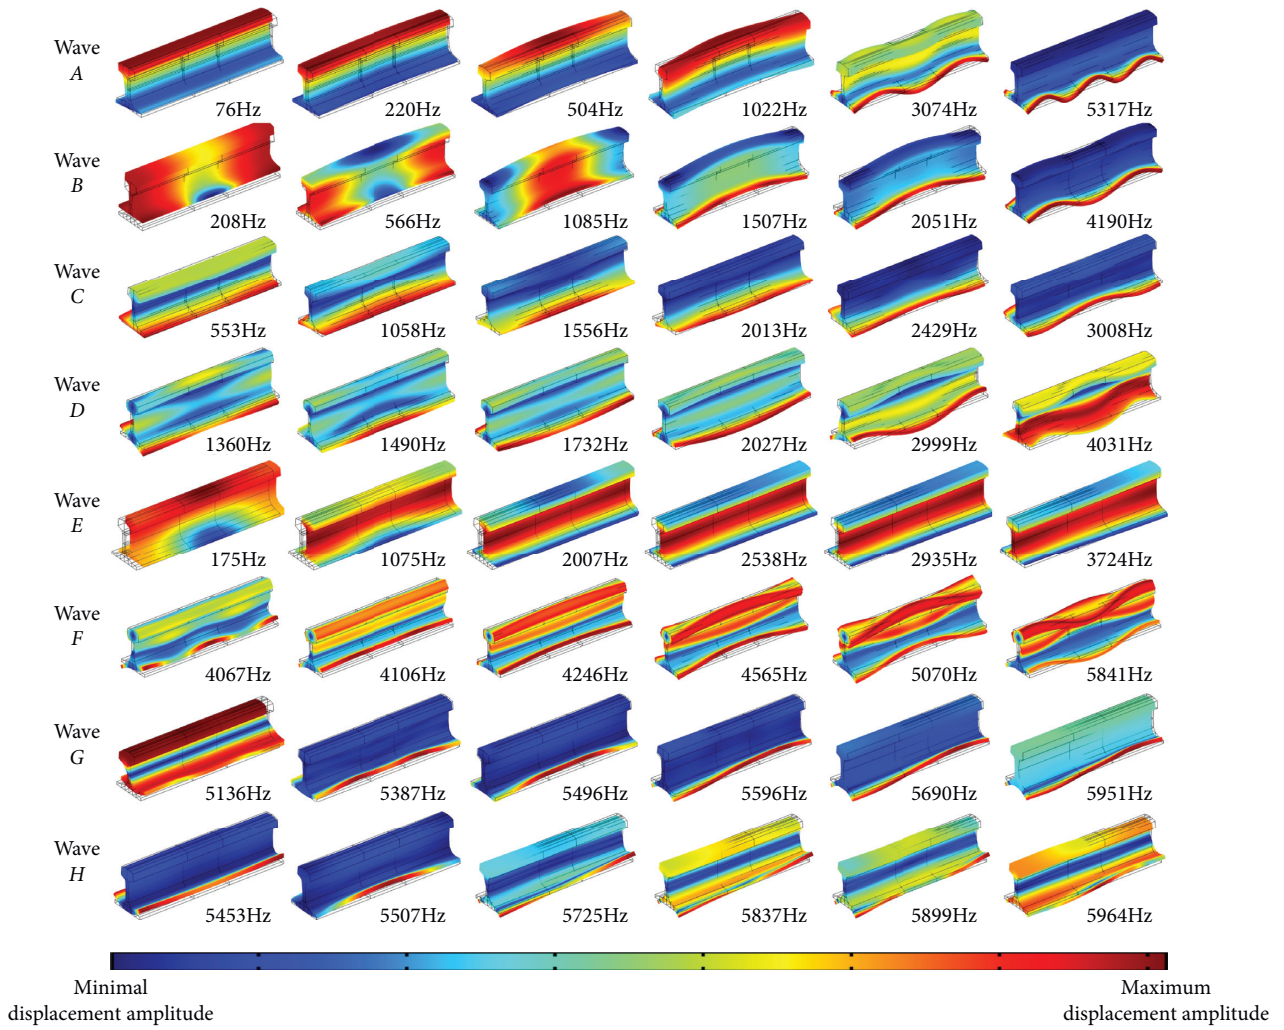 Wave
A
76Hz 220Hz 504Hz 1022Hz 3074Hz 5317Hz
Wave
B
208Hz 566Hz 1085Hz 1507Hz 2051Hz 4190Hz
Wave
C
553Hz 1058Hz 1556Hz 2013Hz 2429Hz 3008Hz
Wave
D
1360Hz 1490Hz 1732Hz 2027Hz 2999Hz 4031Hz
Wave
E
175Hz 1075Hz 2007Hz 2538Hz 2935Hz 3724Hz
Wave
F
4067Hz 4106Hz 4246Hz 4565Hz 5070Hz 5841Hz
Wave
G
5136Hz 5387Hz 5496Hz 5596Hz 5690Hz 5951Hz
Wave
H
5453Hz 5507Hz 5725Hz 5837Hz 5899Hz 5964Hz
Minimal
displacement amplitude
Maximum
displacement amplitude